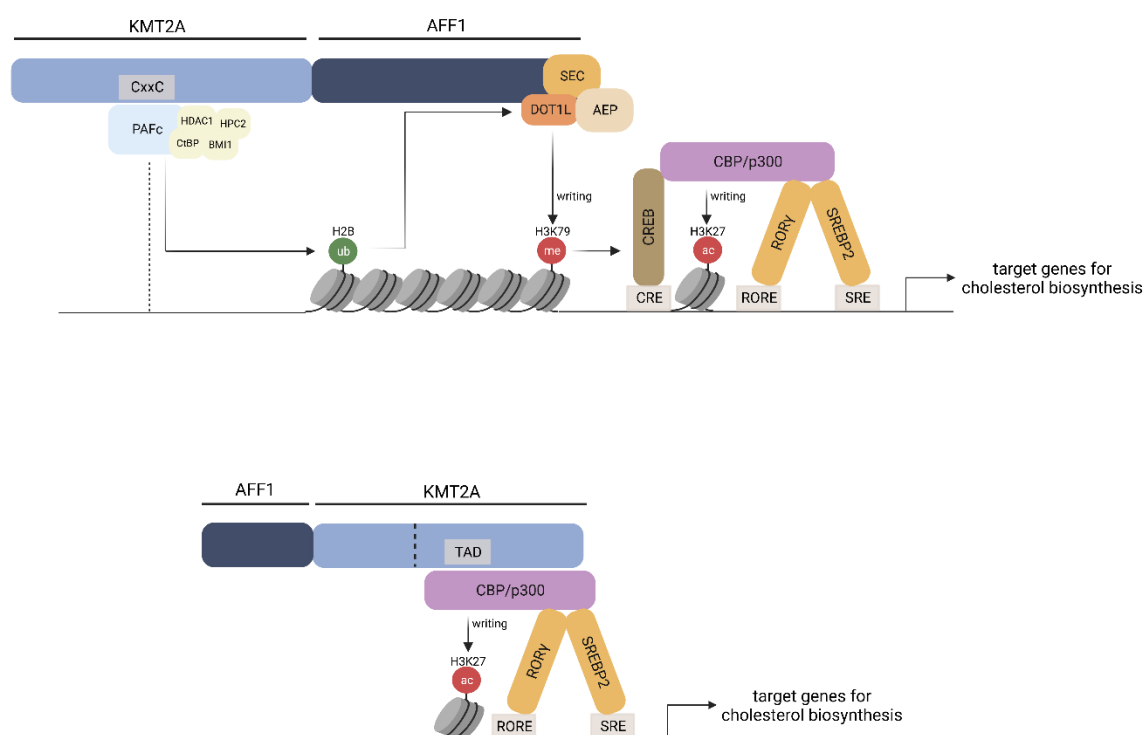 KMT2A
AFF1
CxxC
SEC
DOT1L
AEP
PAFc
HDAC1
HPC2
CtBP
BMI1
CBP/p300
writing
writing
H2B
ub
H3K79
me
CREB
H3K27
ac
RORγ
SREBP2
CRE
RORE
SRE
target genes for
cholesterol biosynthesis
AFF1
KMT2A
TAD
CBP/p300
writing
H3K27
ac
RORγ
SREBP2
RORE
SRE
target genes for
cholesterol biosynthesis